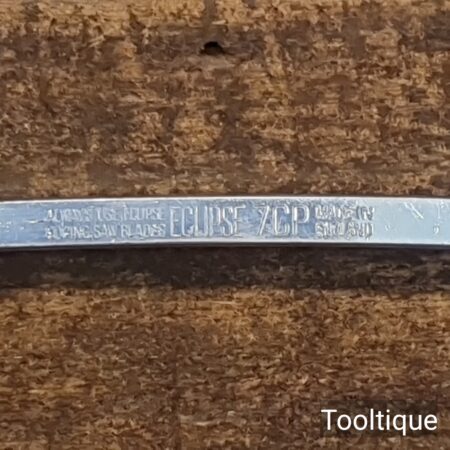 ALWAYS USE ECLIPSE
COPING SAW BLADES
ECLIPSE 7CP
MADE IN
ENGLAND
Tooltique